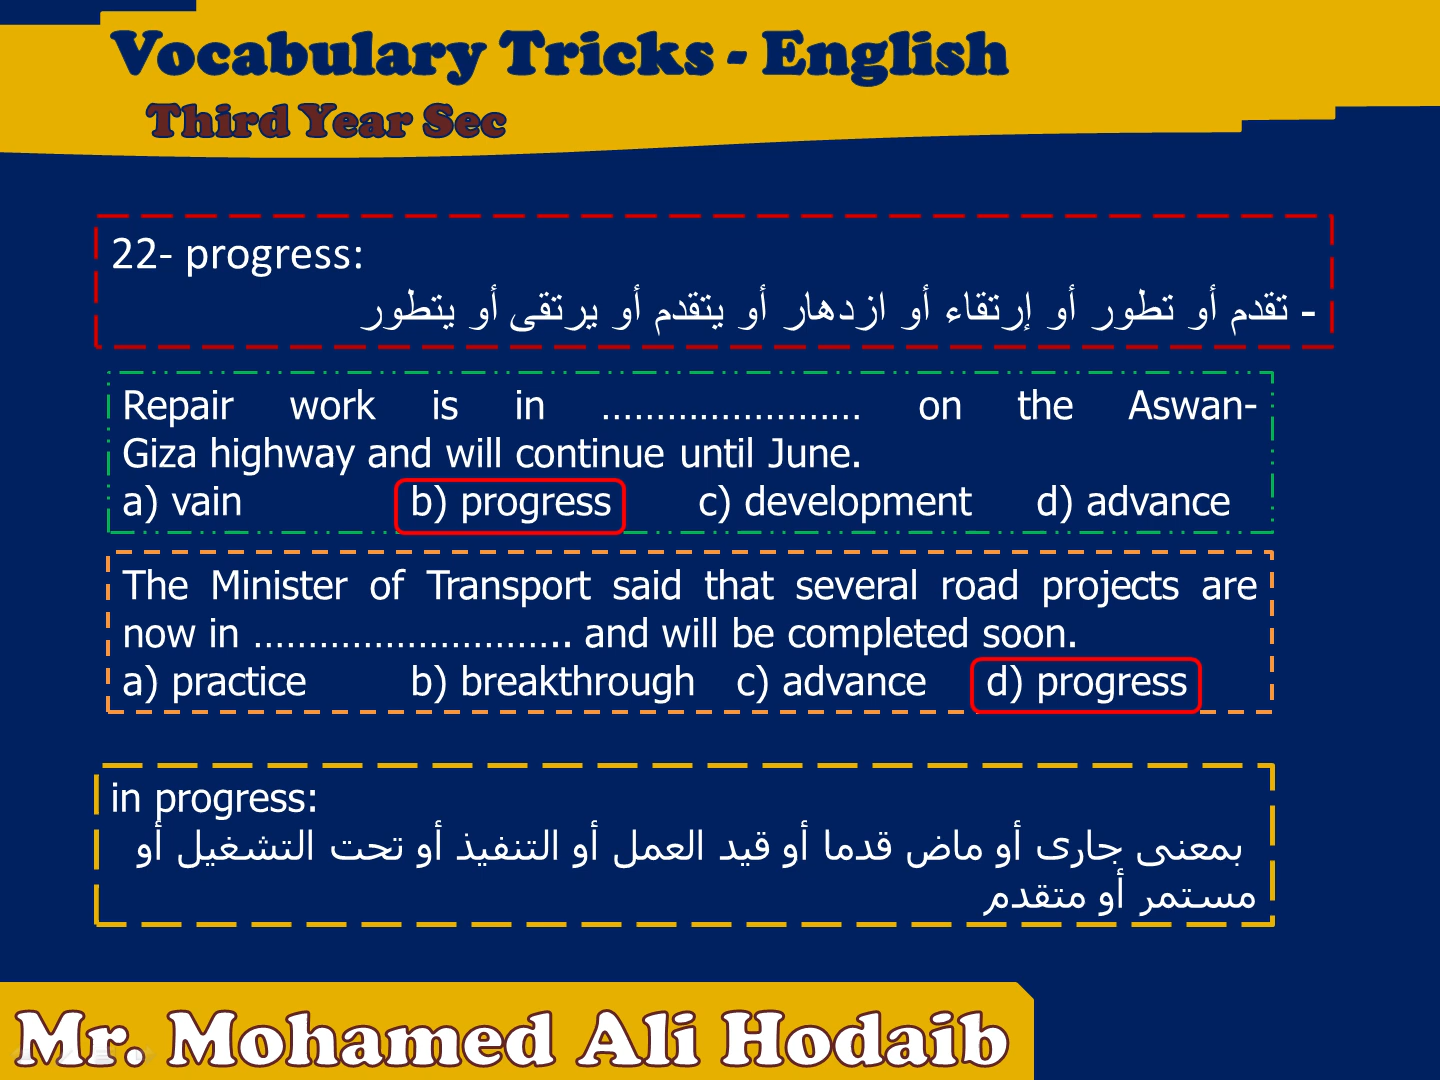 Vocabulary Tricks - English
Third Year Sec
22- progress:
- تقدم أو تطور أو إرتقاء أو ازدهار أو يتقدم أو يرتقى أو يتطور
Repair work is in …………………… on the Aswan-
Giza highway and will continue until June.
a) vain b) progress c) development d) advance
The Minister of Transport said that several road projects are
now in ……………………….. and will be completed soon.
a) practice b) breakthrough c) advance d) progress
in progress:
بمعنى جارى أو ماض قدما أو قيد العمل أو التنفيذ أو تحت التشغيل أو
مستمر أو متقدم
Mr. Mohamed Ali Hodaib